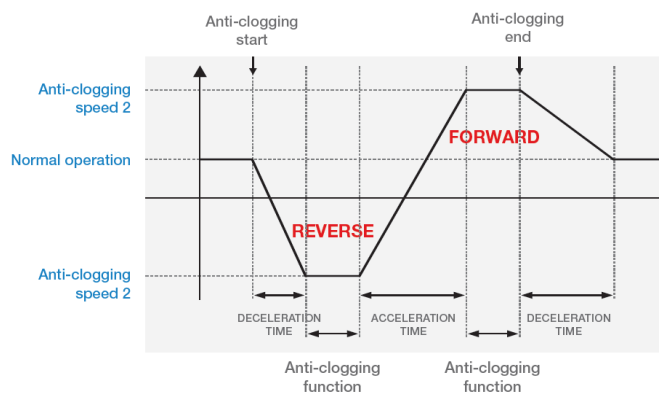 Anti-clogging
start
Anti-clogging
end
Anti-clogging
speed 2
Normal operation
FORWARD
REVERSE
Anti-clogging
speed 2
DECELERATION
TIME
ACCELERATION
TIME
DECELERATION
TIME
Anti-clogging
function
Anti-clogging
function